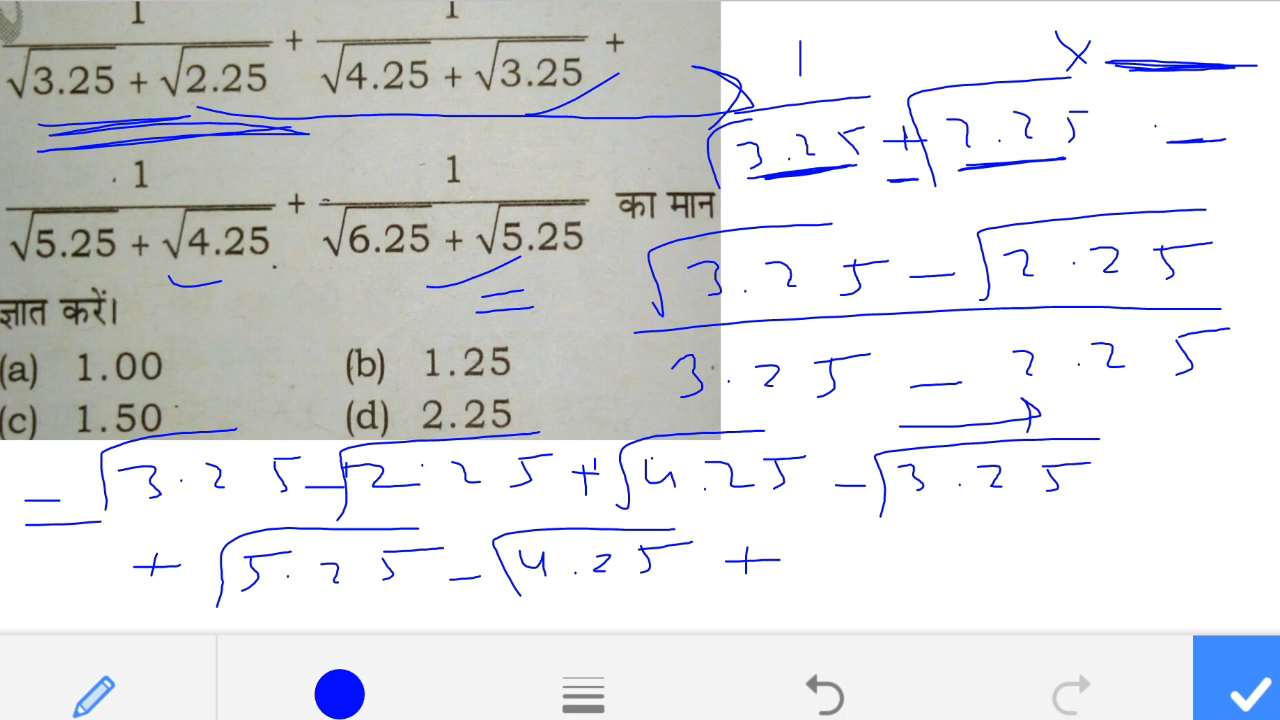 1/(√3.25 + √2.25) + 1/(√4.25 + √3.25) +
1/(√5.25 + √4.25) + 1/(√6.25 + √5.25) का मान
ज्ञात करें।
(a) 1.00 (b) 1.25
(c) 1.50 (d) 2.25
1 ×
√3.25 + √2.25 –
√3.25 – √2.25
3.25 – 2.25
= √3.25 – √2.25 + √4.25 – √3.25
+ √5.25 – √4.25 +